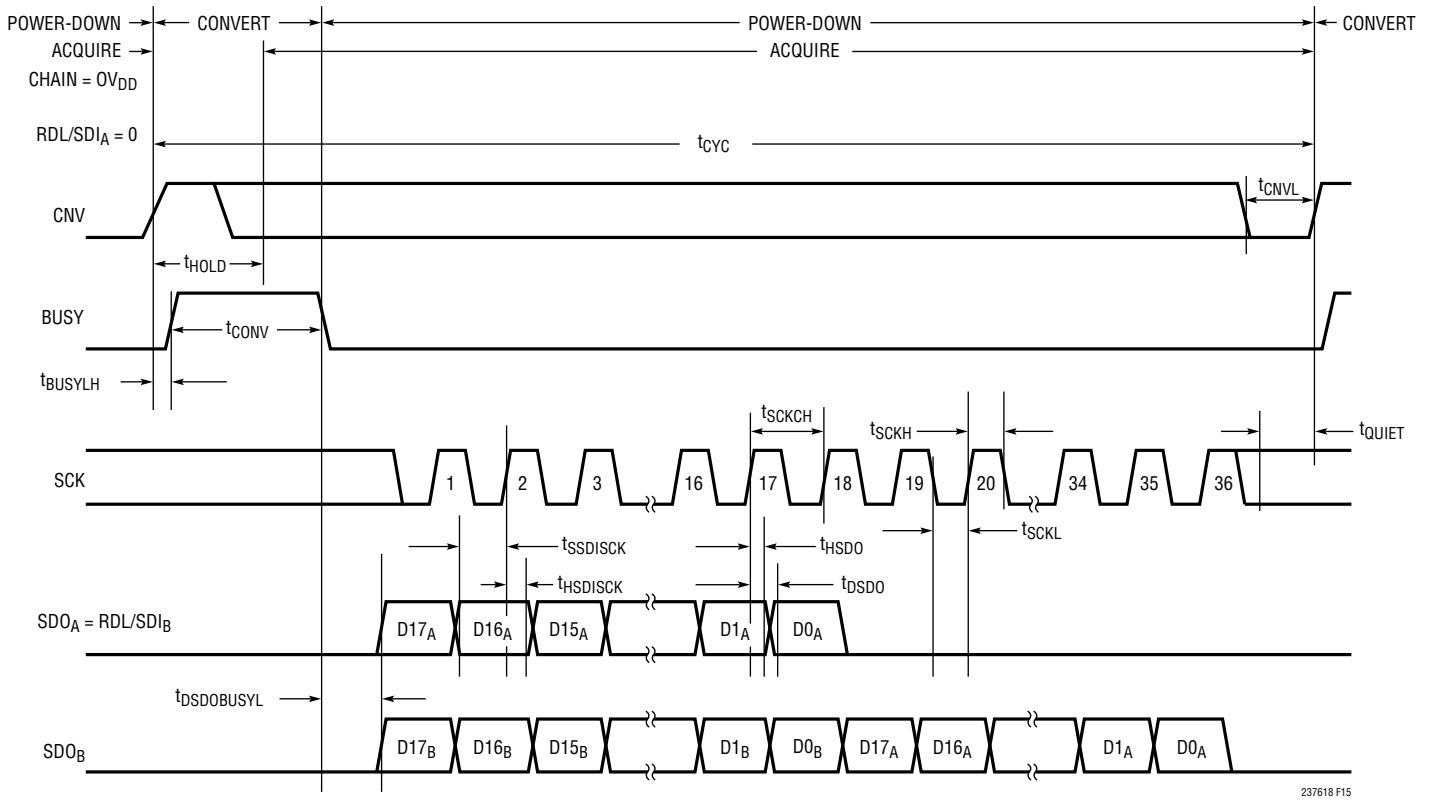 POWER-DOWN CONVERT POWER-DOWN CONVERT
ACQUIRE ACQUIRE
CHAIN = OVDD
RDL/SDIA = 0
tCYC
CNV
tCNVL
tHOLD
BUSY
tCONV
tBUSYLH
tSCKCH
tSCKH
tQUIET
SCK 1 2 3 16 17 18 19 20 34 35 36
tSSDISCK
tHSDO
tSCKL
tHSDISCK
tDSDO
SDOA = RDL/SDIB D17A D16A D15A D1A D0A
tDSDOBUSYL
SDOB D17B D16B D15B D1B D0B D17A D16A D1A D0A
237618 F15